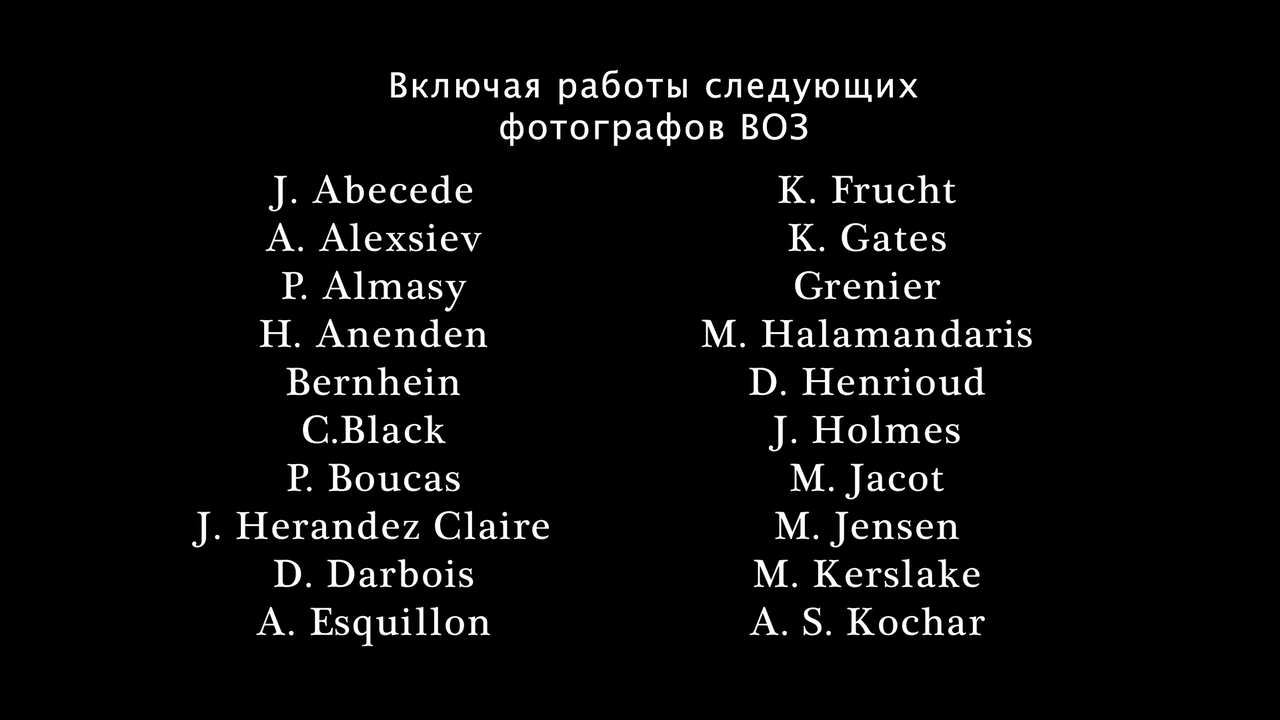 Включая работы следующих
фотографов ВОЗ
J. Abecede
A. Alexsiev
P. Almasy
H. Anenden
Bernhein
C.Black
P. Boucas
J. Herandez Claire
D. Darbois
A. Esquillon
K. Frucht
K. Gates
Grenier
M. Halamandaris
D. Henrioud
J. Holmes
M. Jacot
M. Jensen
M. Kerslake
A. S. Kochar